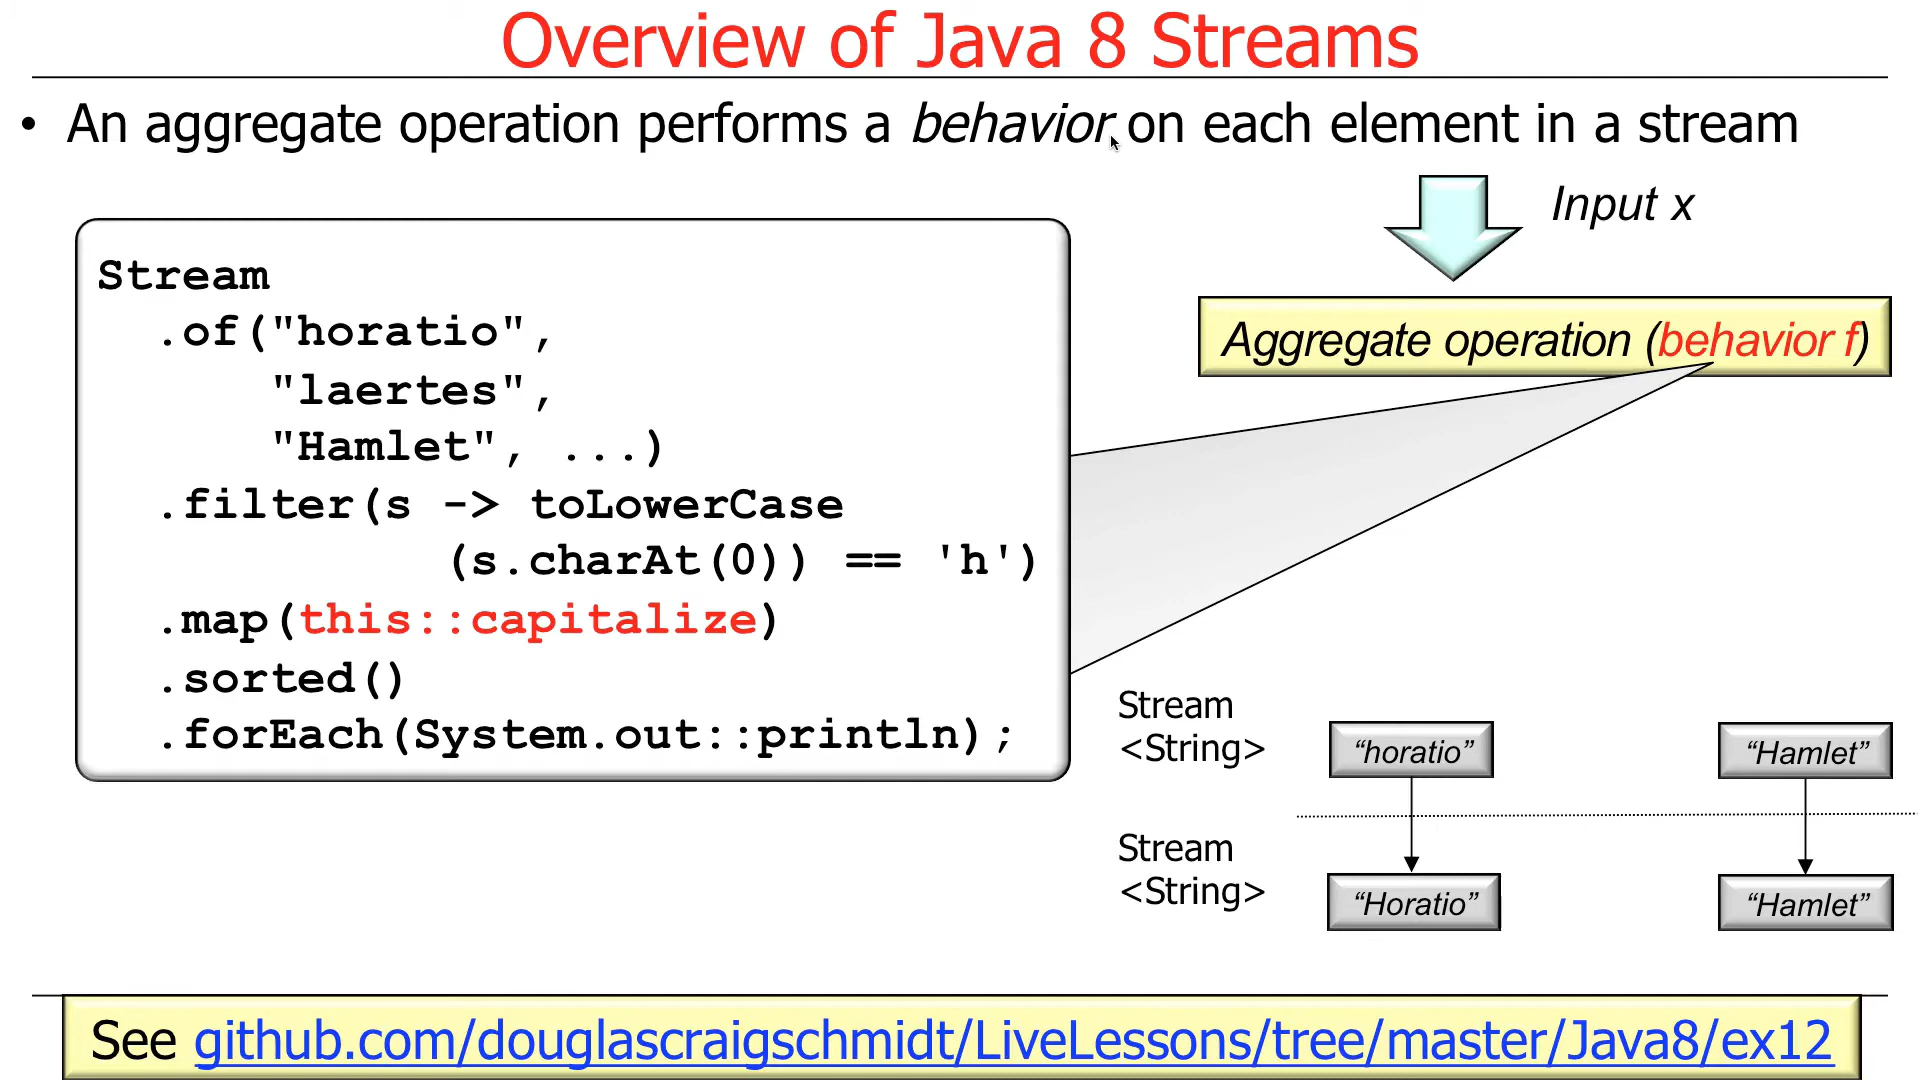 Overview of Java 8 Streams
• An aggregate operation performs a behavior on each element in a stream
Input x
Aggregate operation (behavior f)
Stream
.of("horatio",
"laertes",
"Hamlet", ...)
.filter(s -> toLowerCase
(s.charAt(0)) == 'h')
.map(this::capitalize)
.sorted()
.forEach(System.out::println);
Stream
<String>
“horatio”
“Hamlet”
Stream
<String>
“Horatio”
“Hamlet”
See github.com/douglascraigschmidt/LiveLessons/tree/master/Java8/ex12